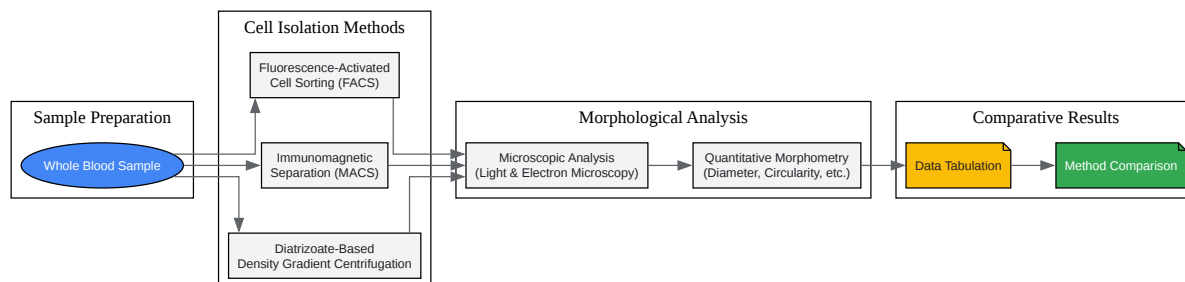 Sample Preparation
Whole Blood Sample
Cell Isolation Methods
Fluorescence-Activated
Cell Sorting (FACS)
Immunomagnetic
Separation (MACS)
Diatrizoate-Based
Density Gradient Centrifugation
Morphological Analysis
Microscopic Analysis
(Light & Electron Microscopy)
Quantitative Morphometry
(Diameter, Circularity, etc.)
Comparative Results
Data Tabulation
Method Comparison